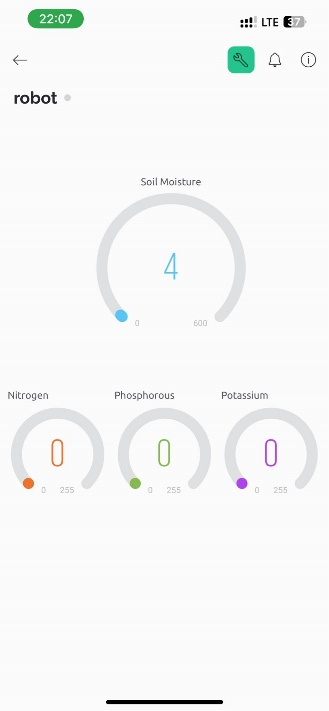 22:07
LTE 37
robot
Soil Moisture
4
0 600
Nitrogen Phosphorous Potassium
0 0 0
0 255 0 255 0 255